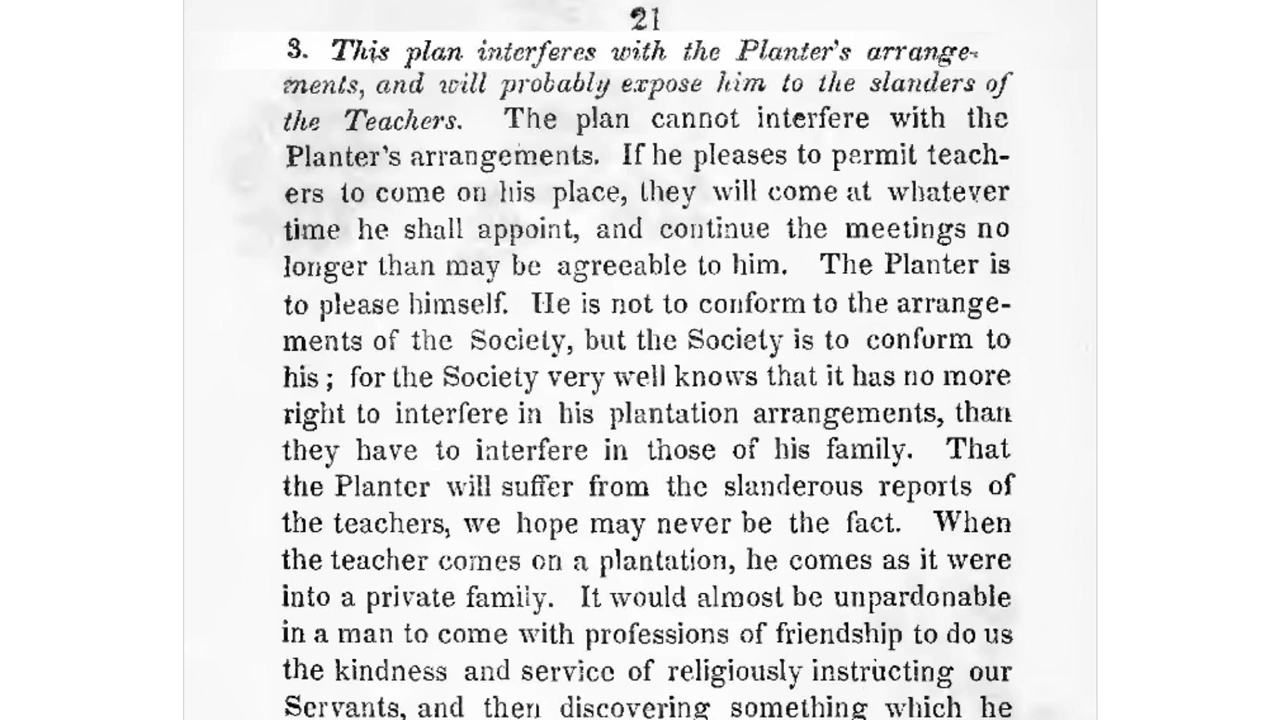 21
3. This plan interferes with the Planter's arrange-
ments, and will probably expose him to the slanders of
the Teachers. The plan cannot interfere with the
Planter's arrangements. If he pleases to permit teach-
ers to come on his place, they will come at whatever
time he shall appoint, and continue the meetings no
longer than may be agreeable to him. The Planter is
to please himself. He is not to conform to the arrange-
ments of the Society, but the Society is to conform to
his; for the Society very well knows that it has no more
right to interfere in his plantation arrangements, than
they have to interfere in those of his family. That
the Planter will suffer from the slanderous reports of
the teachers, we hope may never be the fact. When
the teacher comes on a plantation, he comes as it were
into a private family. It would almost be unpardonable
in a man to come with professions of friendship to do us
the kindness and service of religiously instructing our
Servants, and then discovering something which he